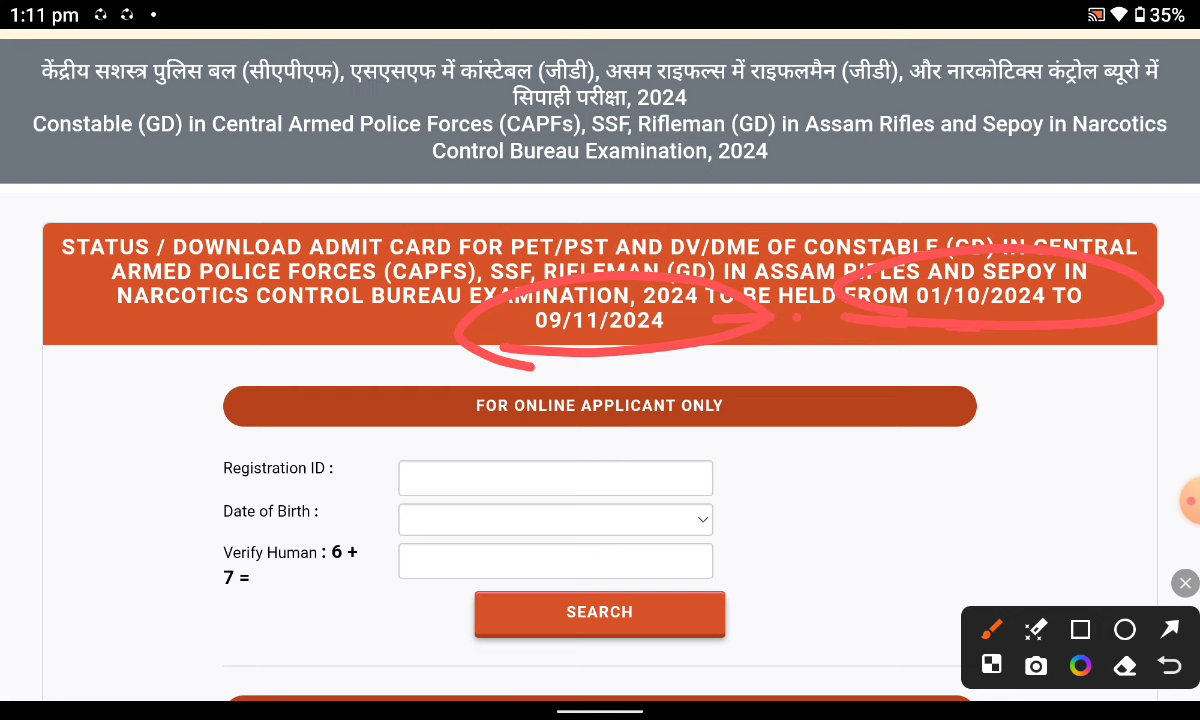 1:11 pm
35%
केंद्रीय सशस्त्र पुलिस बल (सीएपीएफ), एसएसएफ में कांस्टेबल (जीडी), असम राइफल्स में राइफलमैन (जीडी), और नारकोटिक्स कंट्रोल ब्यूरो में
सिपाही परीक्षा, 2024
Constable (GD) in Central Armed Police Forces (CAPFs), SSF, Rifleman (GD) in Assam Rifles and Sepoy in Narcotics
Control Bureau Examination, 2024
STATUS / DOWNLOAD ADMIT CARD FOR PET/PST AND DV/DME OF CONSTABLE (GD) IN CENTRAL
ARMED POLICE FORCES (CAPFS), SSF, RIFLEMAN (GD) IN ASSAM RIFLES AND SEPOY IN
NARCOTICS CONTROL BUREAU EXAMINATION, 2024 TO BE HELD FROM 01/10/2024 TO
09/11/2024
FOR ONLINE APPLICANT ONLY
Registration ID :
Date of Birth :
Verify Human : 6 +
7 =
SEARCH